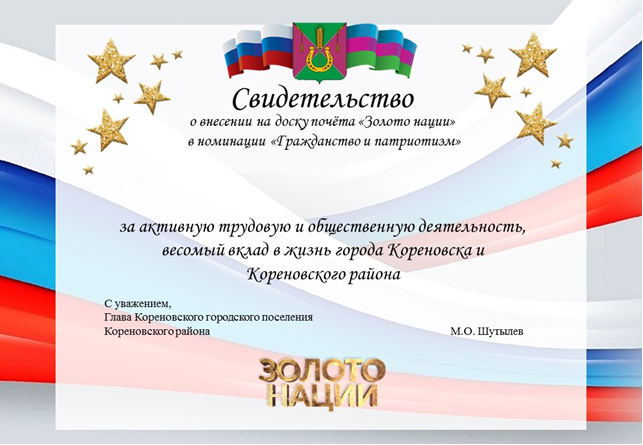 Свидетельство
о внесении на доску почёта «Золото нации»
в номинации «Гражданство и патриотизм»
за активную трудовую и общественную деятельность,
весомый вклад в жизнь города Кореновска и
Кореновского района
С уважением,
Глава Кореновского городского поселения
Кореновского района М.О. Шутылев
ЗОЛОТО
НАЦИИ